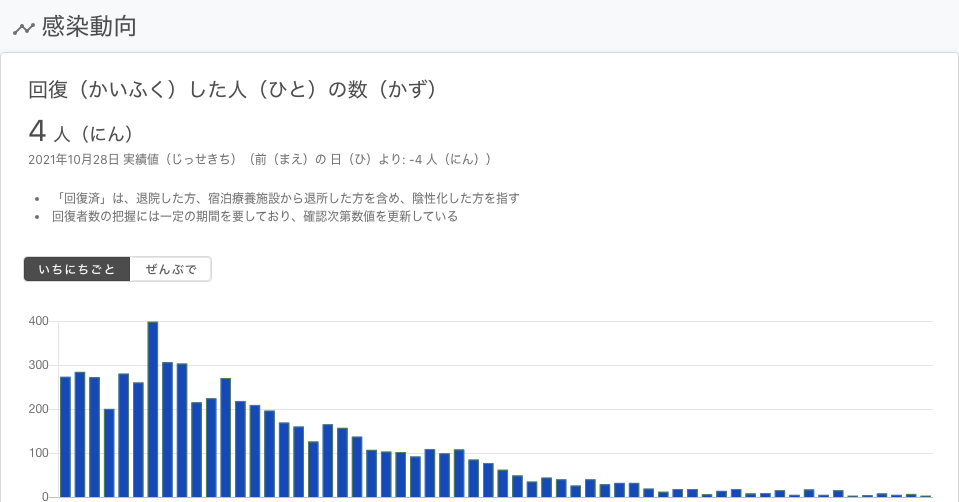 感染動向
回復（かいふく）した人（ひと）の数（かず）
4 人（にん）
2021年10月28日 実績値（じっせきち）（前（まえ）の 日（ひ）より: -4 人（にん））
• 「回復済」は、退院した方、宿泊療養施設から退所した方を含め、陰性化した方を指す
• 回復者数の把握には一定の期間を要しており、確認次第数値を更新している
いちにちごと ぜんぶで
400
300
200
100
0